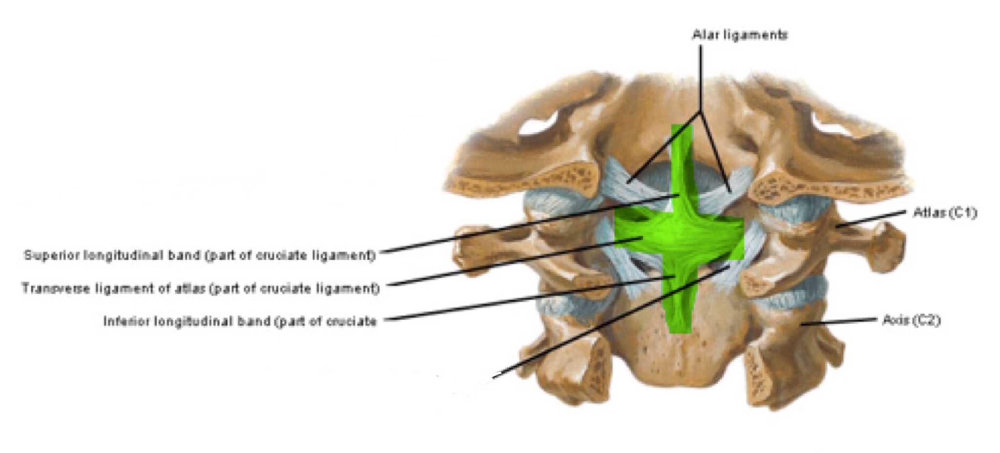 Alar ligaments
Atlas (C1)
Superior longitudinal band (part of cruciate ligament)
Transverse ligament of atlas (part of cruciate ligament)
Inferior longitudinal band (part of cruciate
Axis (C2)